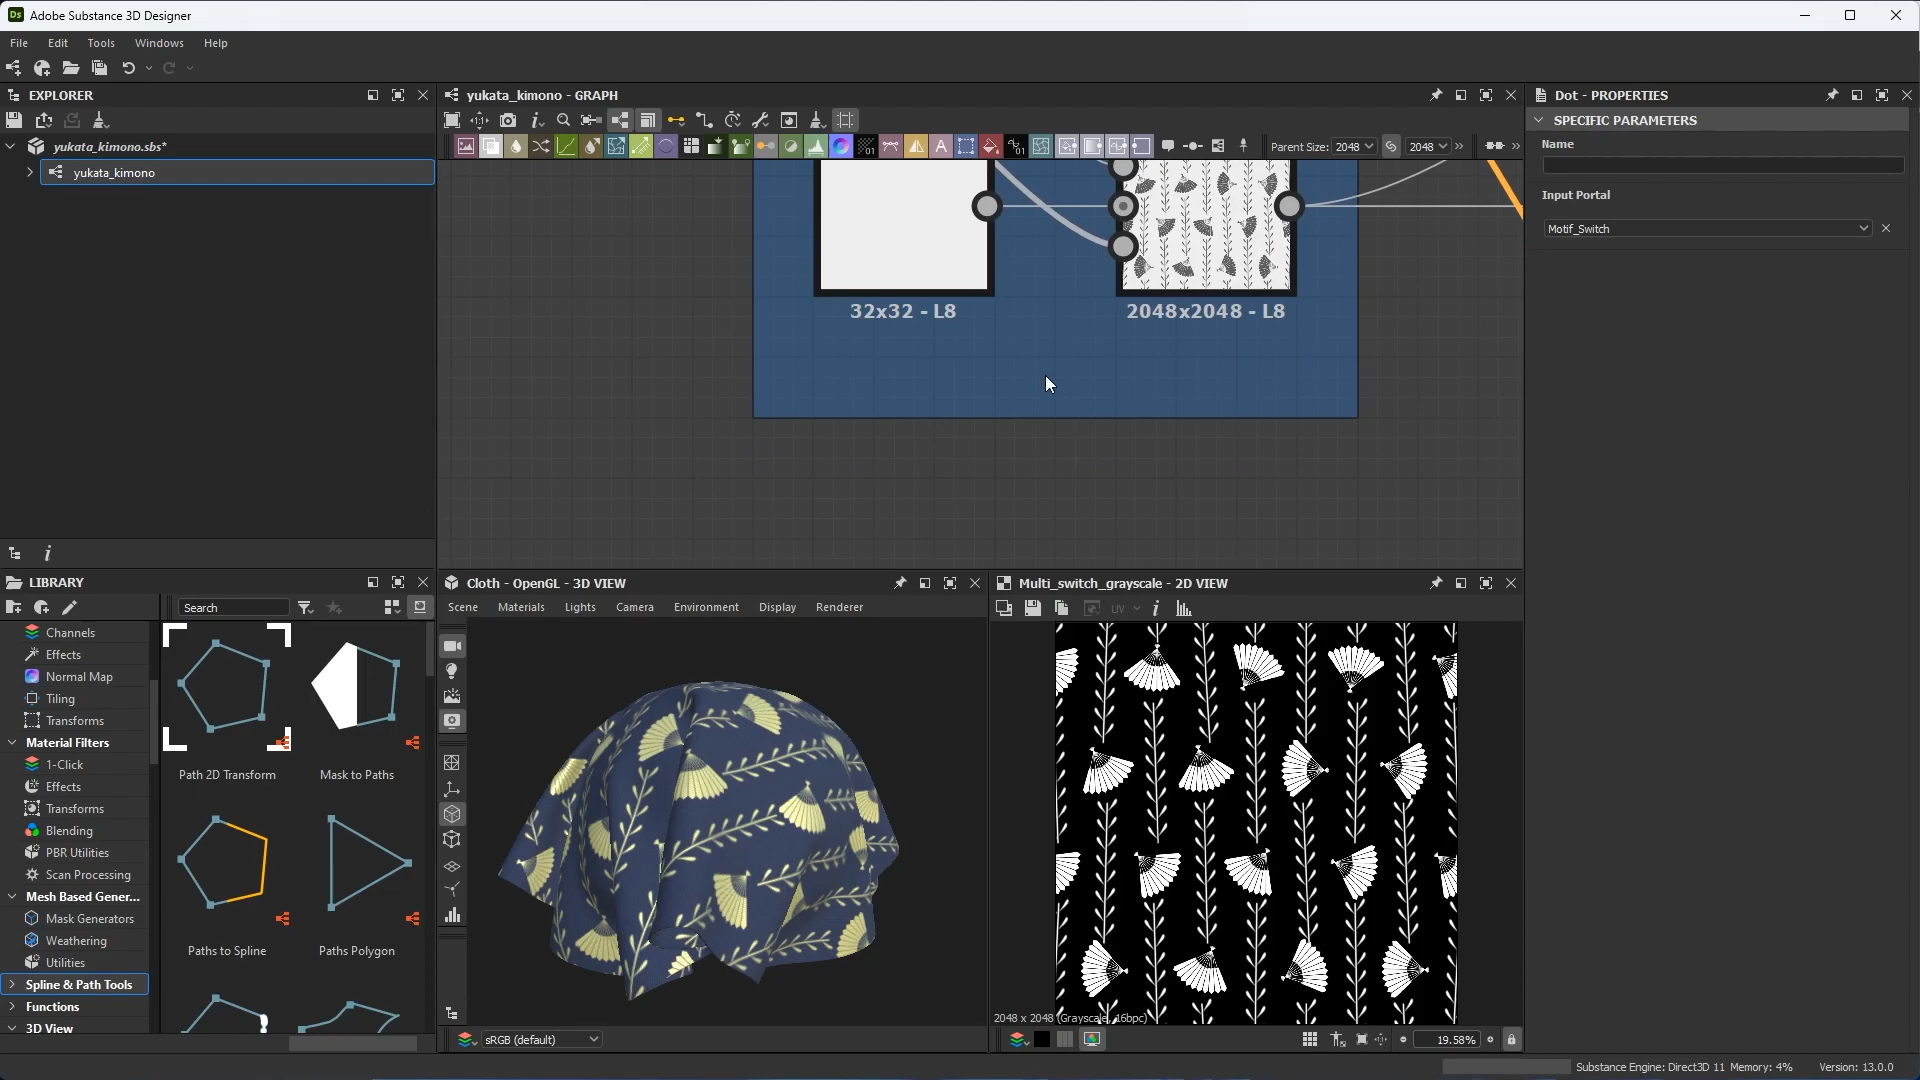 Ds Adobe Substance 3D Designer
File Edit Tools Windows Help
EXPLORER
yukata_kimono.sbs*
yukata_kimono
yukata_kimono - GRAPH
Parent Size: 2048 2048 » »
32x32 - L8
2048x2048 - L8
Dot - PROPERTIES
SPECIFIC PARAMETERS
Name
Input Portal
Motif_Switch
LIBRARY
Search
Channels
Effects
Normal Map
Tiling
Transforms
Material Filters
1-Click
Effects
Transforms
Blending
PBR Utilities
Scan Processing
Mesh Based Gener...
Mask Generators
Weathering
Utilities
Spline & Path Tools
Functions
3D View
Path 2D Transform
Mask to Paths
Paths to Spline
Paths Polygon
Cloth - OpenGL - 3D VIEW
Scene Materials Lights Camera Environment Display Renderer
sRGB (default)
Multi_switch_grayscale - 2D VIEW
UV
2048 x 2048 (Grayscale, 16bpc)
19.58%
Substance Engine: Direct3D 11 Memory: 4% Version: 13.0.0